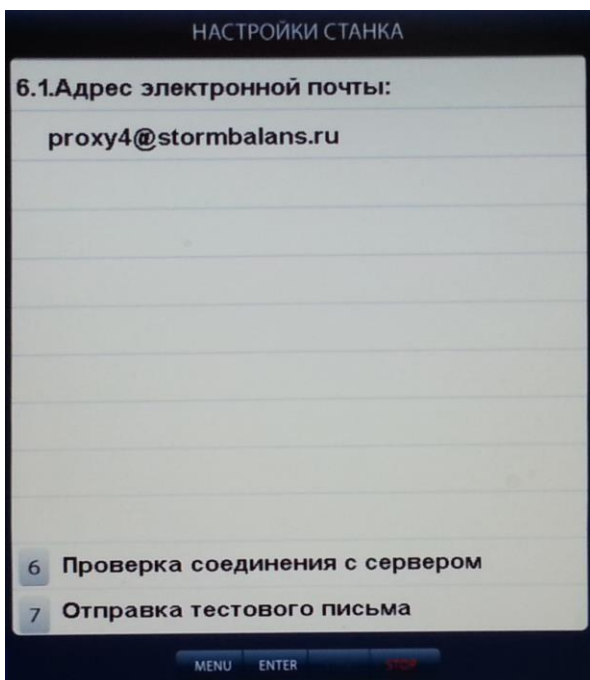 НАСТРОЙКИ СТАНКА
6.1.Адрес электронной почты:
proxy4@stormbalans.ru
6 Проверка соединения с сервером
7 Отправка тестового письма
MENU ENTER STOP